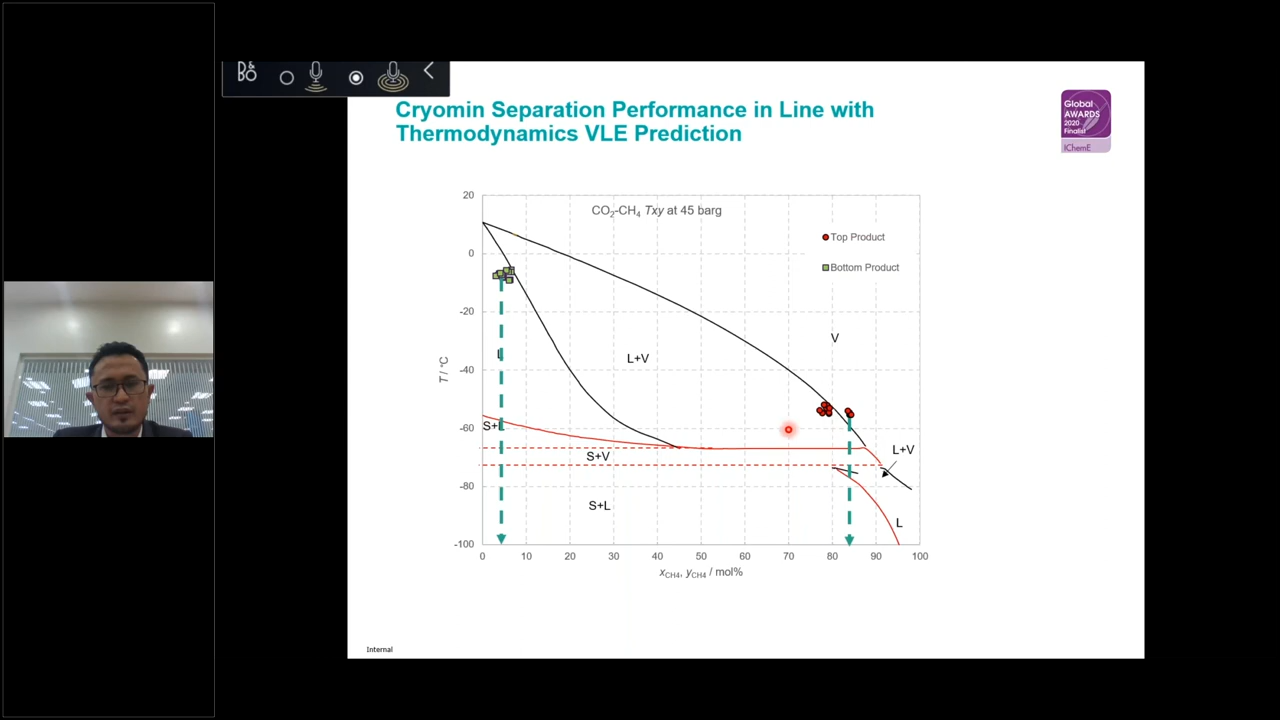 B&BO
Cryomin Separation Performance in Line with
Thermodynamics VLE Prediction
Global
AWARDS
2020
Finalist
IChemE
CO2-CH4 Txy at 45 barg
Top Product
Bottom Product
20
0
-20
-40
-60
-80
-100
T / °C
V
L+V
L
S+L
S+V
S+L
L+V
L
0 10 20 30 40 50 60 70 80 90 100
xCH4, yCH4 / mol%
Internal